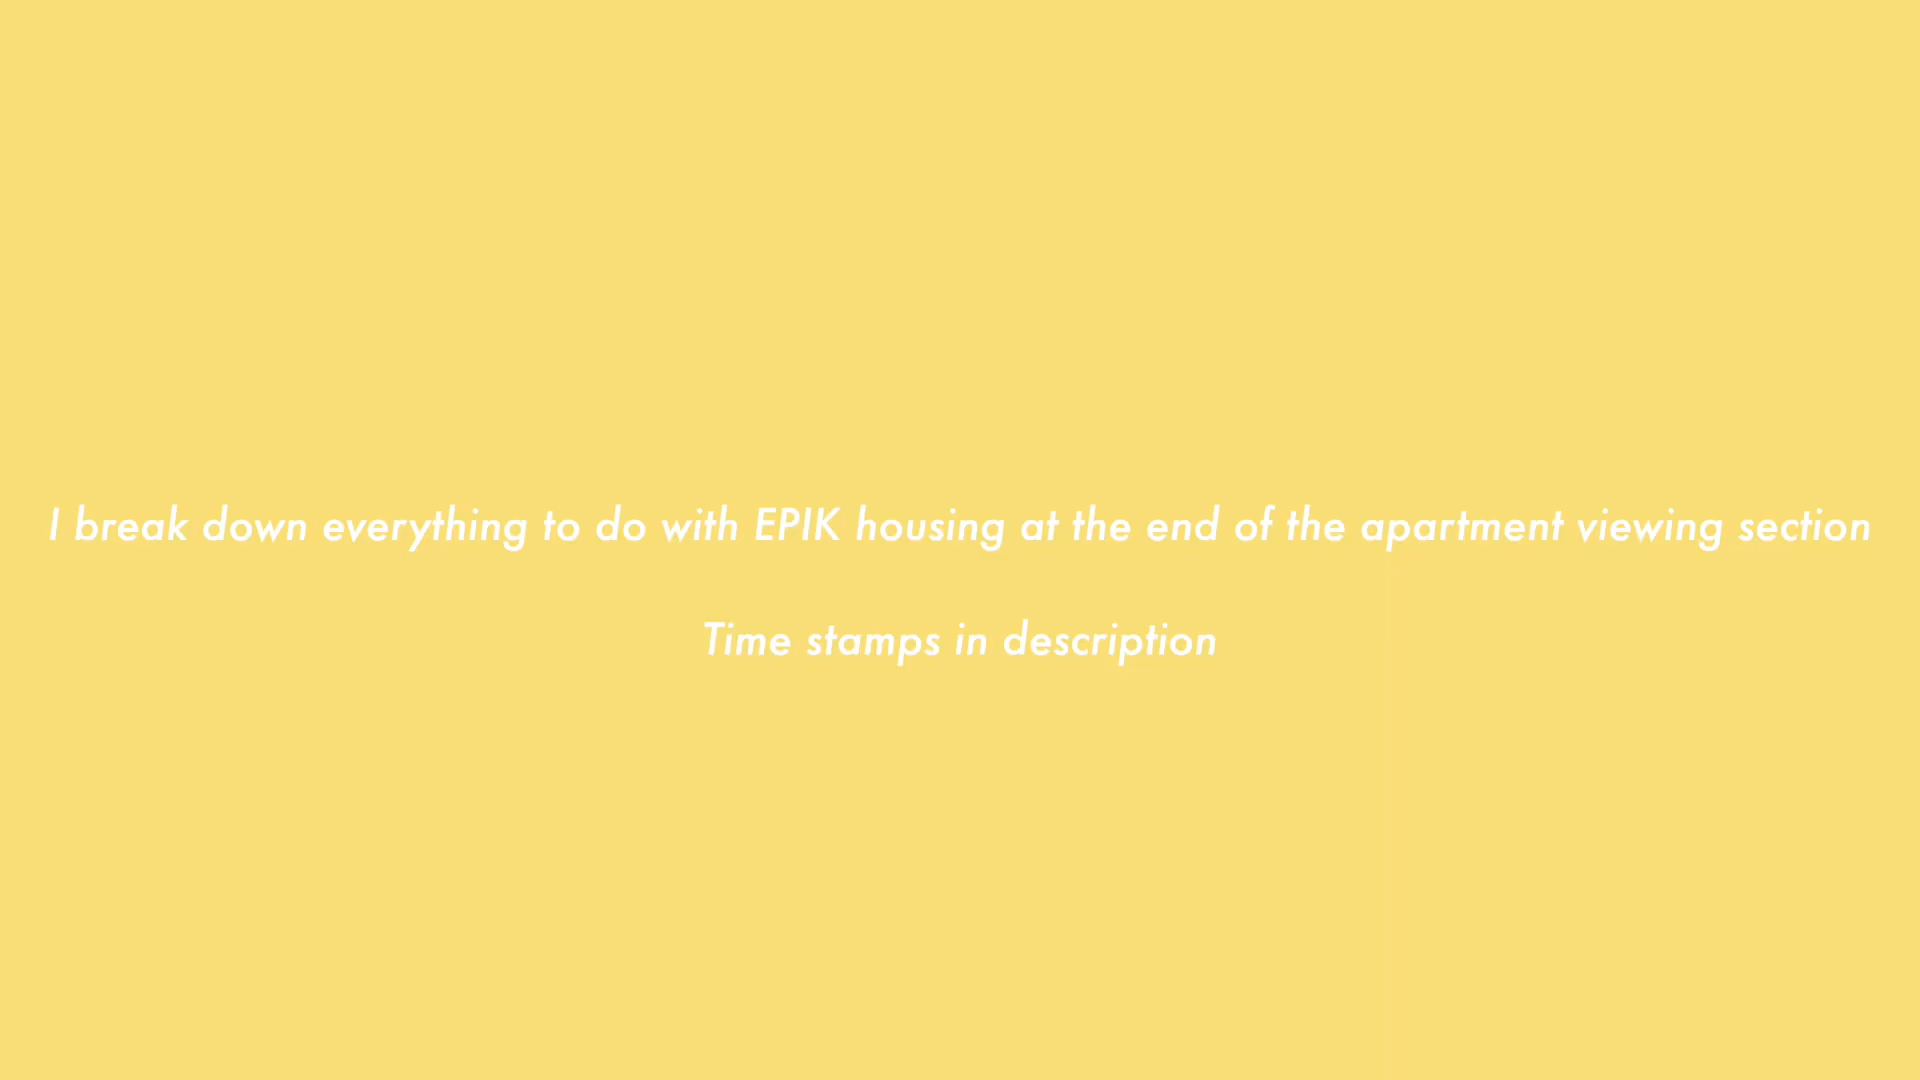 I break down everything to do with EPIK housing at the end of the apartment viewing section
Time stamps in description